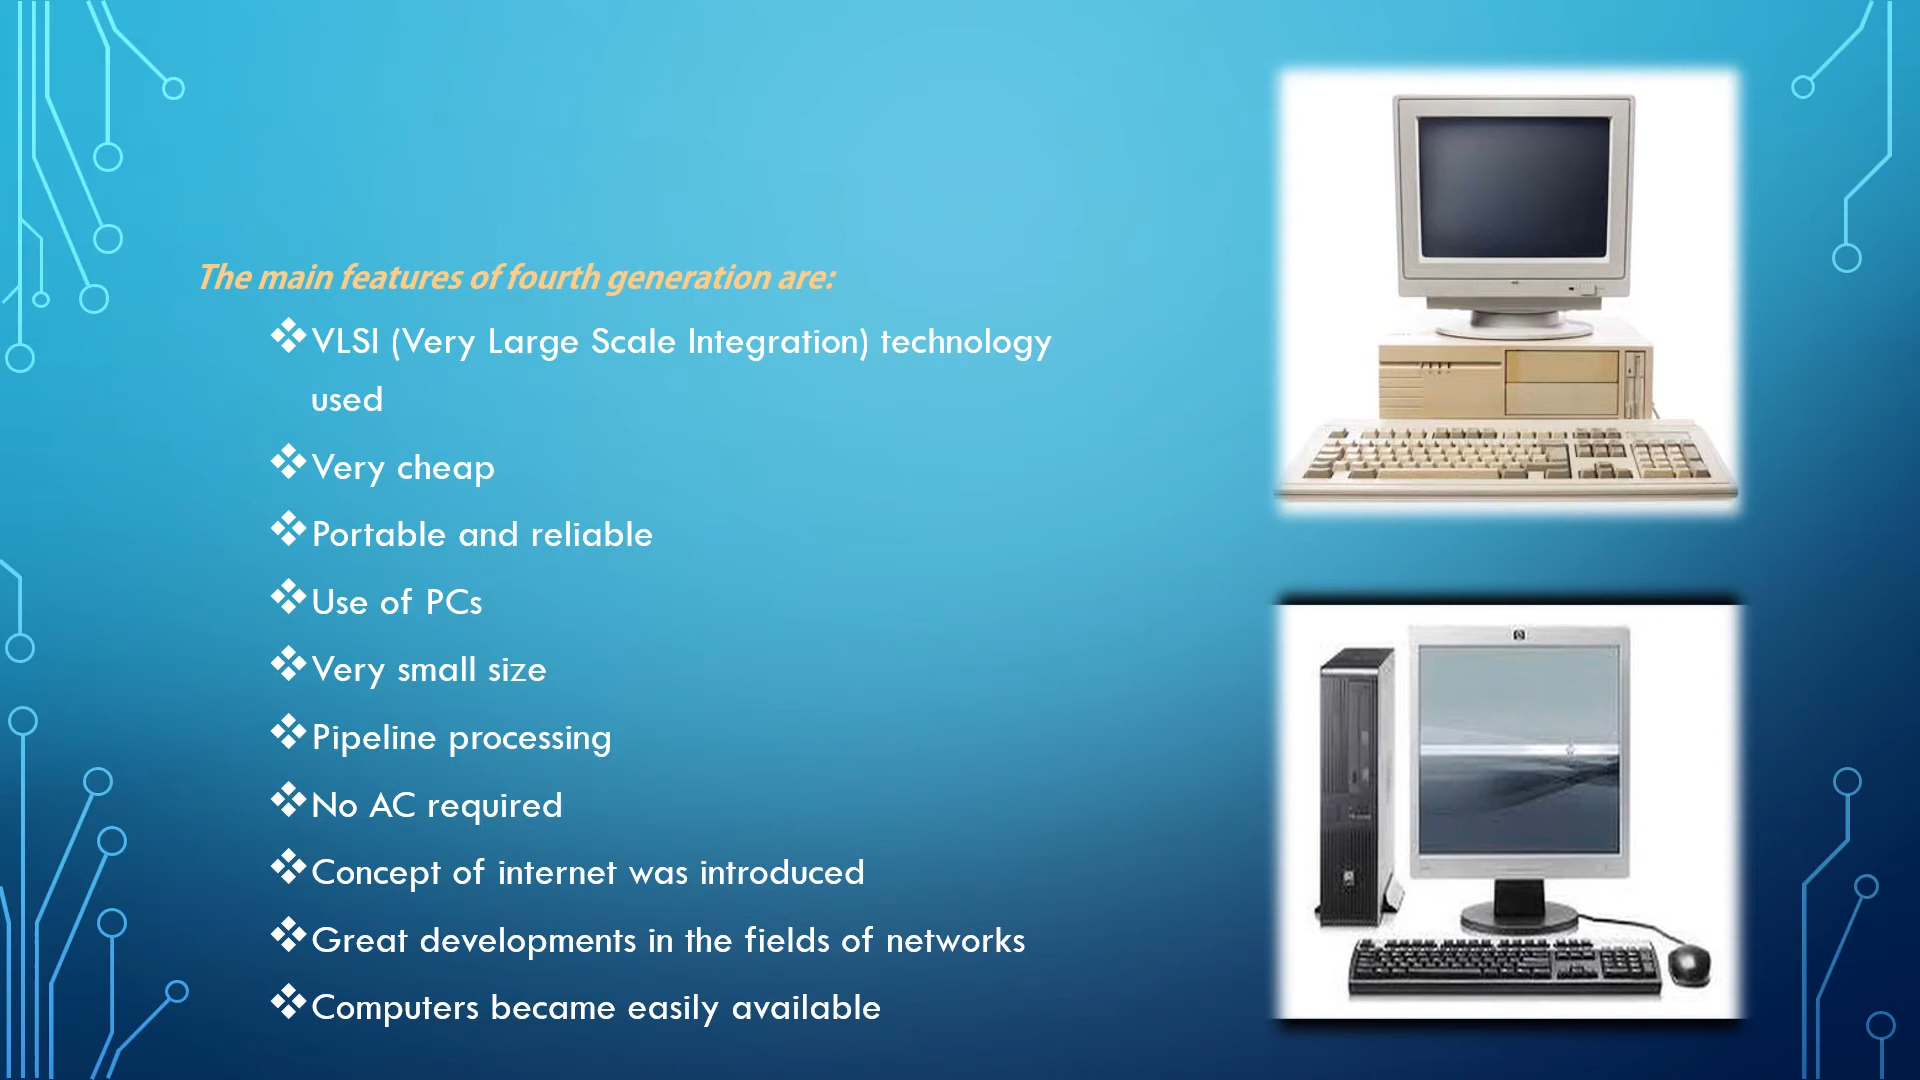 The main features of fourth generation are:
❖VLSI (Very Large Scale Integration) technology
used
❖Very cheap
❖Portable and reliable
❖Use of PCs
❖Very small size
❖Pipeline processing
❖No AC required
❖Concept of internet was introduced
❖Great developments in the fields of networks
❖Computers became easily available